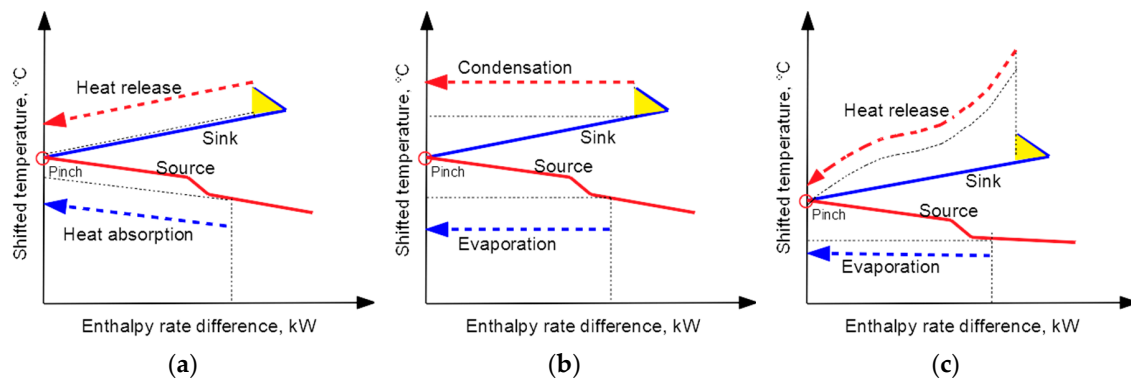 Shifted temperature, °C
Heat release
Sink
Source
Pinch
Heat absorption
Enthalpy rate difference, kW
(a)
Shifted temperature, °C
Condensation
Sink
Source
Pinch
Evaporation
Enthalpy rate difference, kW
(b)
Shifted temperature, °C
Heat release
Sink
Source
Pinch
Evaporation
Enthalpy rate difference, kW
(c)